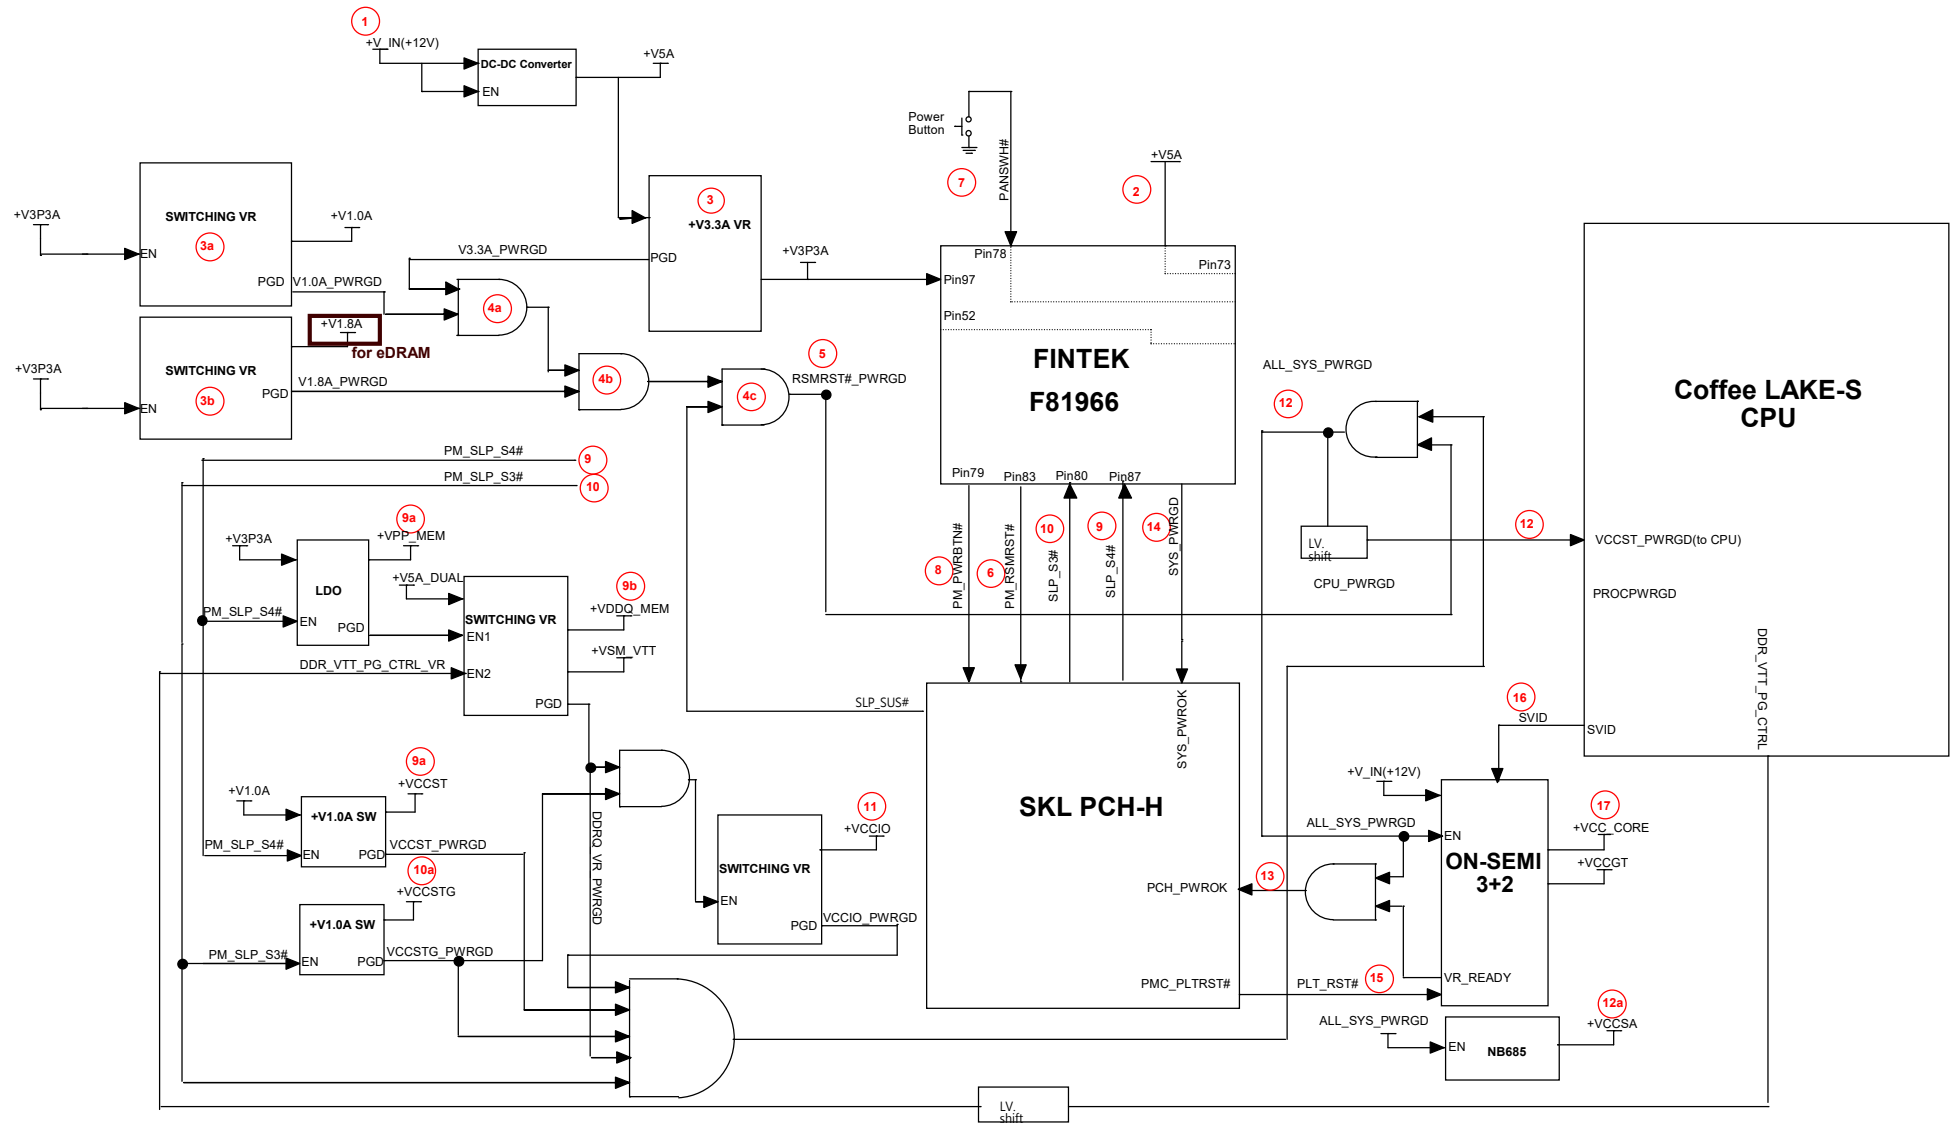 1
+V_IN(+12V)
DC-DC Converter
EN
+V5A
Power
Button
7
PANSWH#
+V5A
2
+V3P3A
SWITCHING VR
3a
EN
PGD
+V1.0A
V1.0A_PWRGD
V3.3A_PWRGD
3
+V3.3A VR
PGD
+V3P3A
4a
+V3P3A
SWITCHING VR
3b
EN
PGD
+V1.8A
for eDRAM
V1.8A_PWRGD
4b
4c
5
RSMRST#_PWRGD
Pin78
Pin73
Pin97
Pin52
FINTEK
F81966
Pin79
Pin83
Pin80
Pin87
ALL_SYS_PWRGD
12
LV.
shift
CPU_PWRGD
12
Coffee LAKE-S
CPU
VCCST_PWRGD(to CPU)
PROCPWRGD
DDR_VTT_PG_CTRL
SVID
16
SVID
PM_SLP_S4#
9
PM_SLP_S3#
10
8
PM_PWRBTN#
6
PM_RSMRST#
10
SLP_S3#
9
SLP_S4#
14
SYS_PWRGD
+V3P3A
9a
+VPP_MEM
LDO
PM_SLP_S4#
EN
PGD
+V5A_DUAL
9b
+VDDQ_MEM
SWITCHING VR
EN1
+VSM_VTT
DDR_VTT_PG_CTRL_VR
EN2
PGD
SLP_SUS#
SYS_PWROK
SKL PCH-H
PCH_PWROK
PMC_PLTRST#
9a
+VCCST
+V1.0A
+V1.0A SW
PM_SLP_S4#
EN
PGD
VCCST_PWRGD
10a
+VCCSTG
+V1.0A SW
PM_SLP_S3#
EN
PGD
VCCSTG_PWRGD
DDRQ_VR_PWRGD
11
+VCCIO
SWITCHING VR
EN
PGD
VCCIO_PWRGD
+V_IN(+12V)
ALL_SYS_PWRGD
EN
ON-SEMI
3+2
17
+VCC_CORE
+VCCGT
13
VR_READY
PLT_RST#
15
ALL_SYS_PWRGD
EN
NB685
12a
+VCCSA
LV.
shift